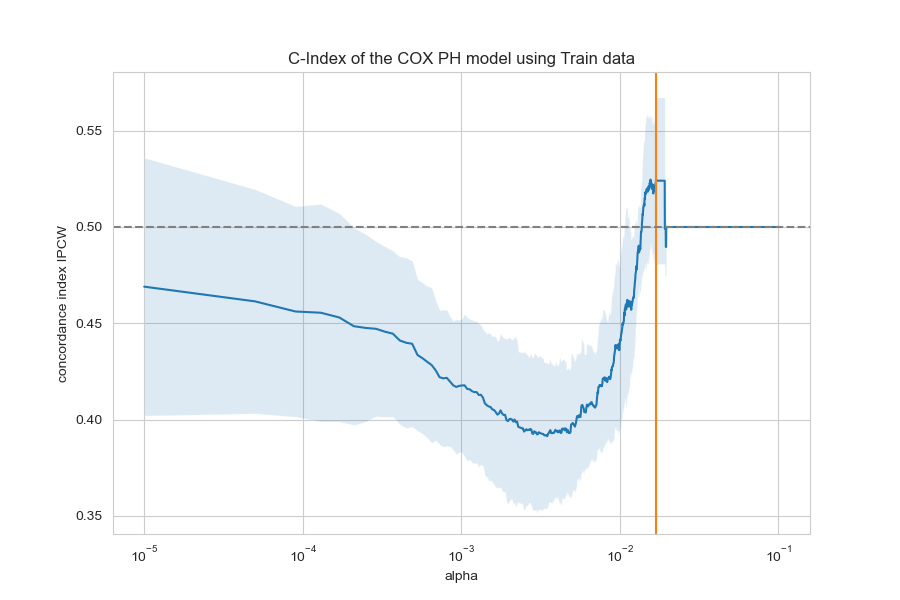 C-Index of the COX PH model using Train data
concordance index IPCW
0.55
0.50
0.45
0.40
0.35
10⁻⁵ 10⁻⁴ 10⁻³ 10⁻² 10⁻¹
alpha